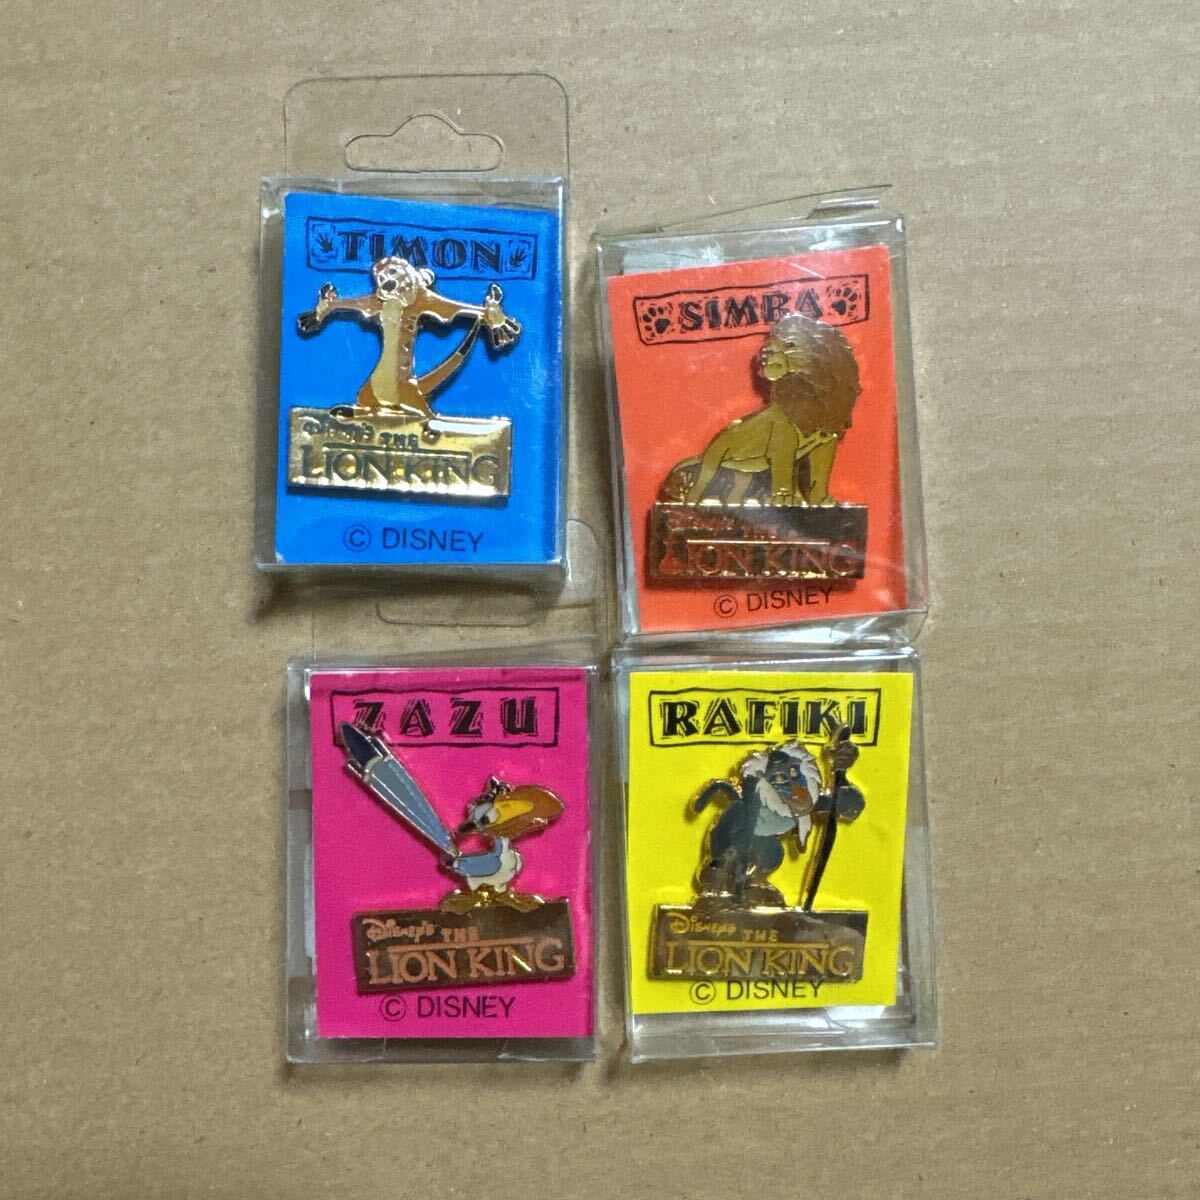 TIMON
Disney's THE
LION KING
© DISNEY
SIMBA
Disney's THE
LION KING
© DISNEY
ZAZU
Disney's THE
LION KING
© DISNEY
RAFIKI
Disney's THE
LION KING
© DISNEY